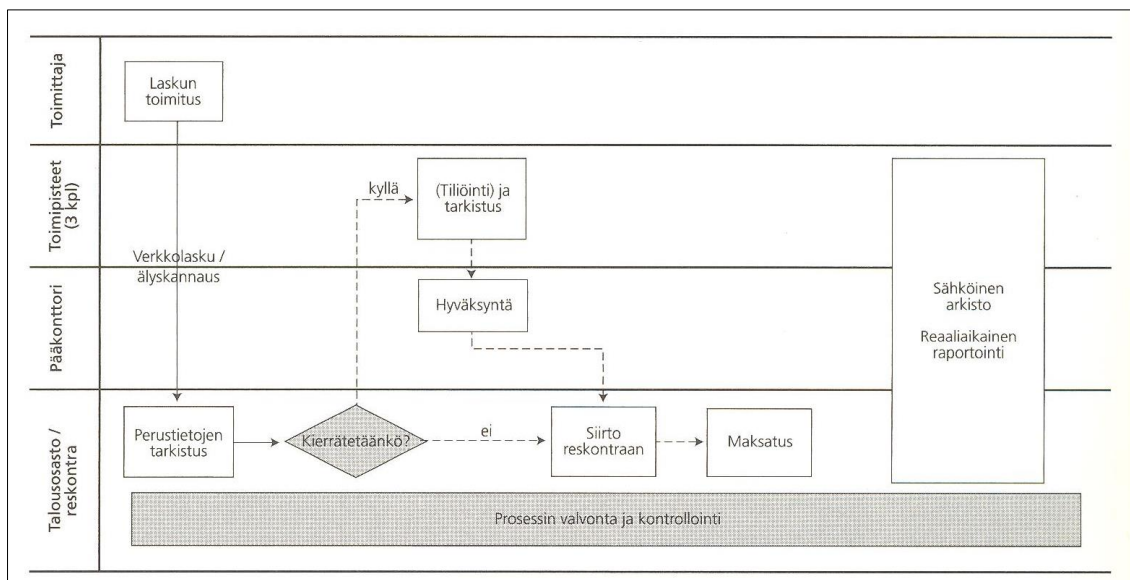 Toimittaja
Laskun
toimitus
Toimipisteet
(3 kpl)
kyllä
(Tiliöinti) ja
tarkistus
Verkkolasku /
älyskannaus
Pääkonttori
Hyväksyntä
Sähköinen
arkisto
Reaaliaikainen
raportointi
Talousosasto /
reskontra
Perustietojen
tarkistus
Kierrätetäänkö?
ei
Siirto
reskontraan
Maksatus
Prosessin valvonta ja kontrollointi